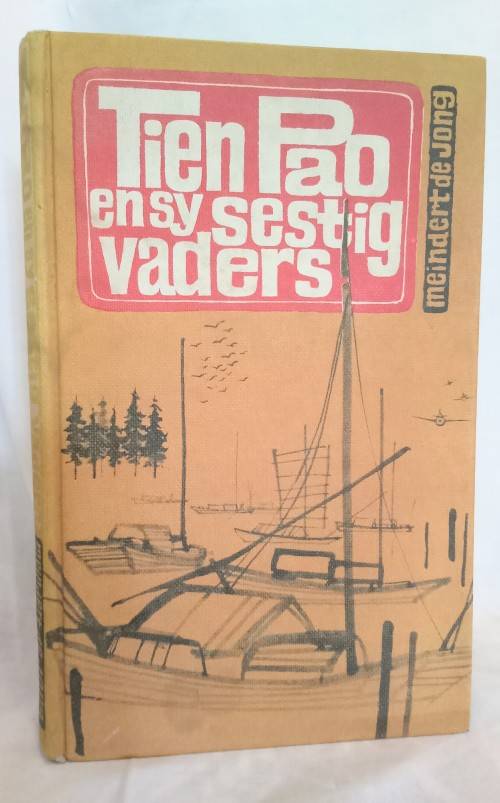 Tien Pao
en sy sestig
vaders
meindert de Jong